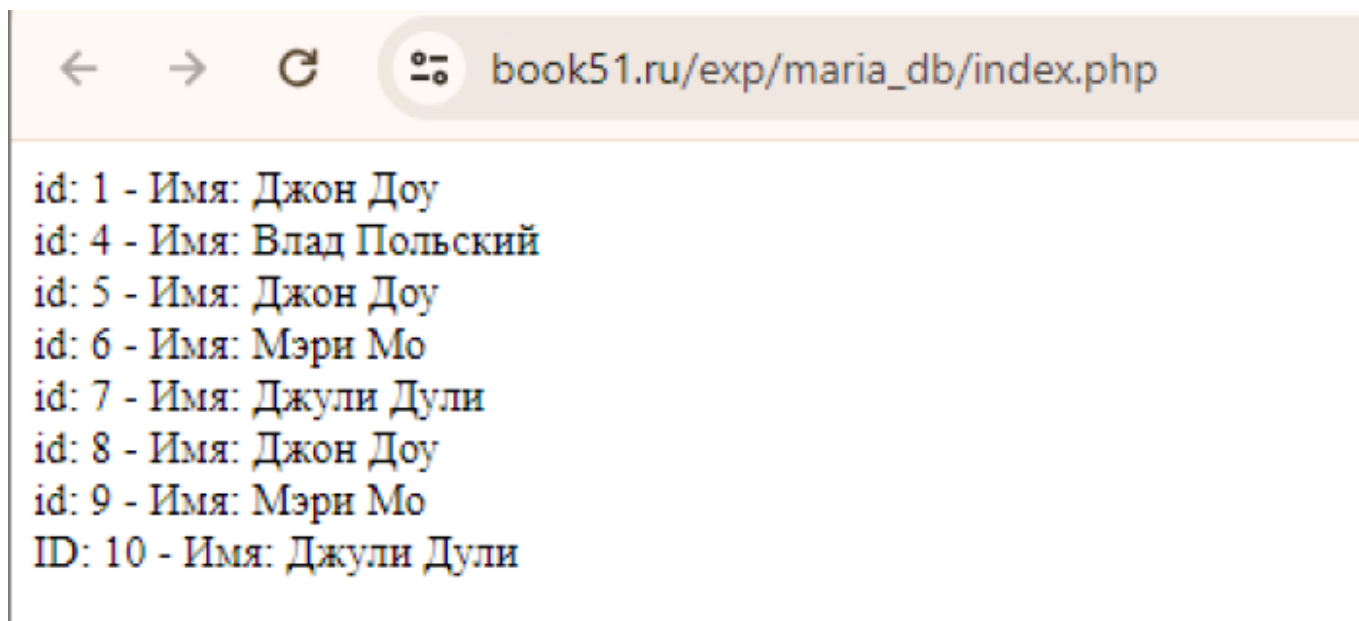 book51.ru/exp/maria_db/index.php
id: 1 - Имя: Джон Доу
id: 4 - Имя: Влад Польский
id: 5 - Имя: Джон Доу
id: 6 - Имя: Мэри Мо
id: 7 - Имя: Джули Дули
id: 8 - Имя: Джон Доу
id: 9 - Имя: Мэри Мо
ID: 10 - Имя: Джули Дули